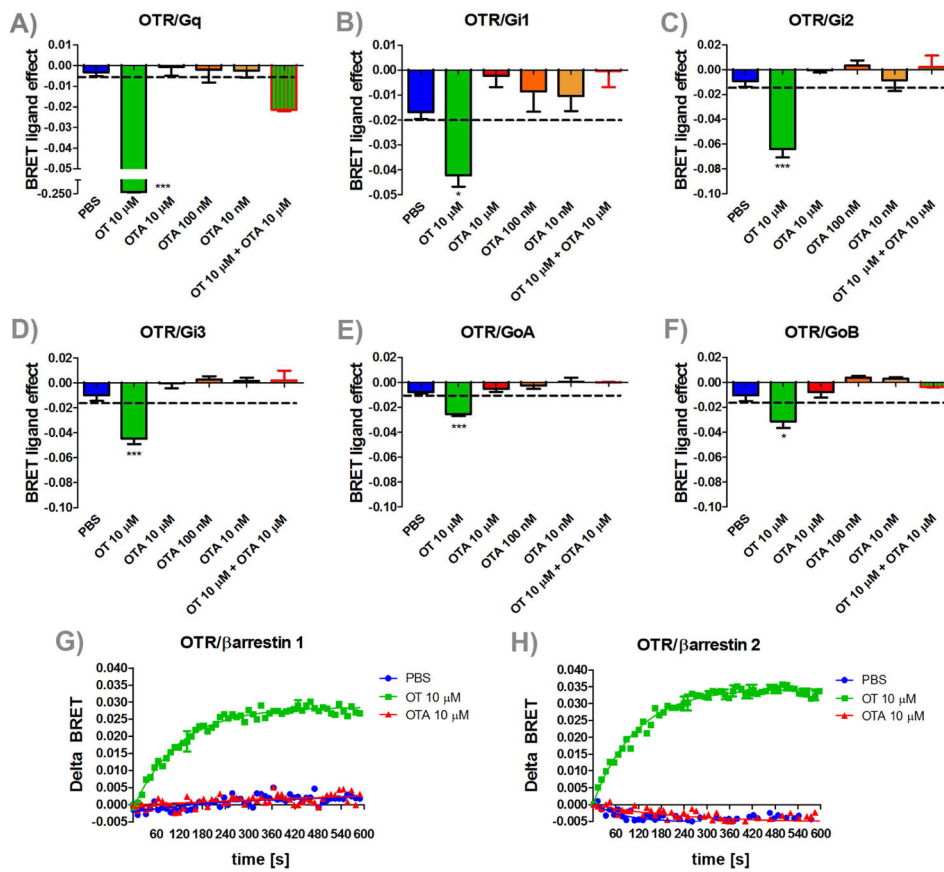 A)
OTR/Gq
BRET ligand effect
0.01
0.00
-0.01
-0.02
-0.03
-0.04
-0.05
-0.250
***
PBS
OT 10 µM
OTA 10 µM
OTA 100 nM
OTA 10 nM
OT 10 µM + OTA 10 µM
B)
OTR/Gi1
BRET ligand effect
0.01
0.00
-0.01
-0.02
-0.03
-0.04
-0.05
*
PBS
OT 10 µM
OTA 10 µM
OTA 100 nM
OTA 10 nM
OT 10 µM + OTA 10 µM
C)
OTR/Gi2
BRET ligand effect
0.02
0.00
-0.02
-0.04
-0.06
-0.08
-0.10
***
PBS
OT 10 µM
OTA 10 µM
OTA 100 nM
OTA 10 nM
OT 10 µM + OTA 10 µM
D)
OTR/Gi3
BRET ligand effect
0.02
0.00
-0.02
-0.04
-0.06
-0.08
-0.10
***
PBS
OT 10 µM
OTA 10 µM
OTA 100 nM
OTA 10 nM
OT 10 µM + OTA 10 µM
E)
OTR/GoA
BRET ligand effect
0.02
0.00
-0.02
-0.04
-0.06
-0.08
-0.10
***
PBS
OT 10 µM
OTA 10 µM
OTA 100 nM
OTA 10 nM
OT 10 µM + OTA 10 µM
F)
OTR/GoB
BRET ligand effect
0.02
0.00
-0.02
-0.04
-0.06
-0.08
-0.10
*
PBS
OT 10 µM
OTA 10 µM
OTA 100 nM
OTA 10 nM
OT 10 µM + OTA 10 µM
G)
OTR/βarrestin 1
Delta BRET
0.040
0.035
0.030
0.025
0.020
0.015
0.010
0.005
0.000
-0.005
60 120 180 240 300 360 420 480 540 600
time [s]
PBS
OT 10 µM
OTA 10 µM
H)
OTR/βarrestin 2
Delta BRET
0.040
0.035
0.030
0.025
0.020
0.015
0.010
0.005
0.000
-0.005
60 120 180 240 300 360 420 480 540 600
time [s]
PBS
OT 10 µM
OTA 10 µM